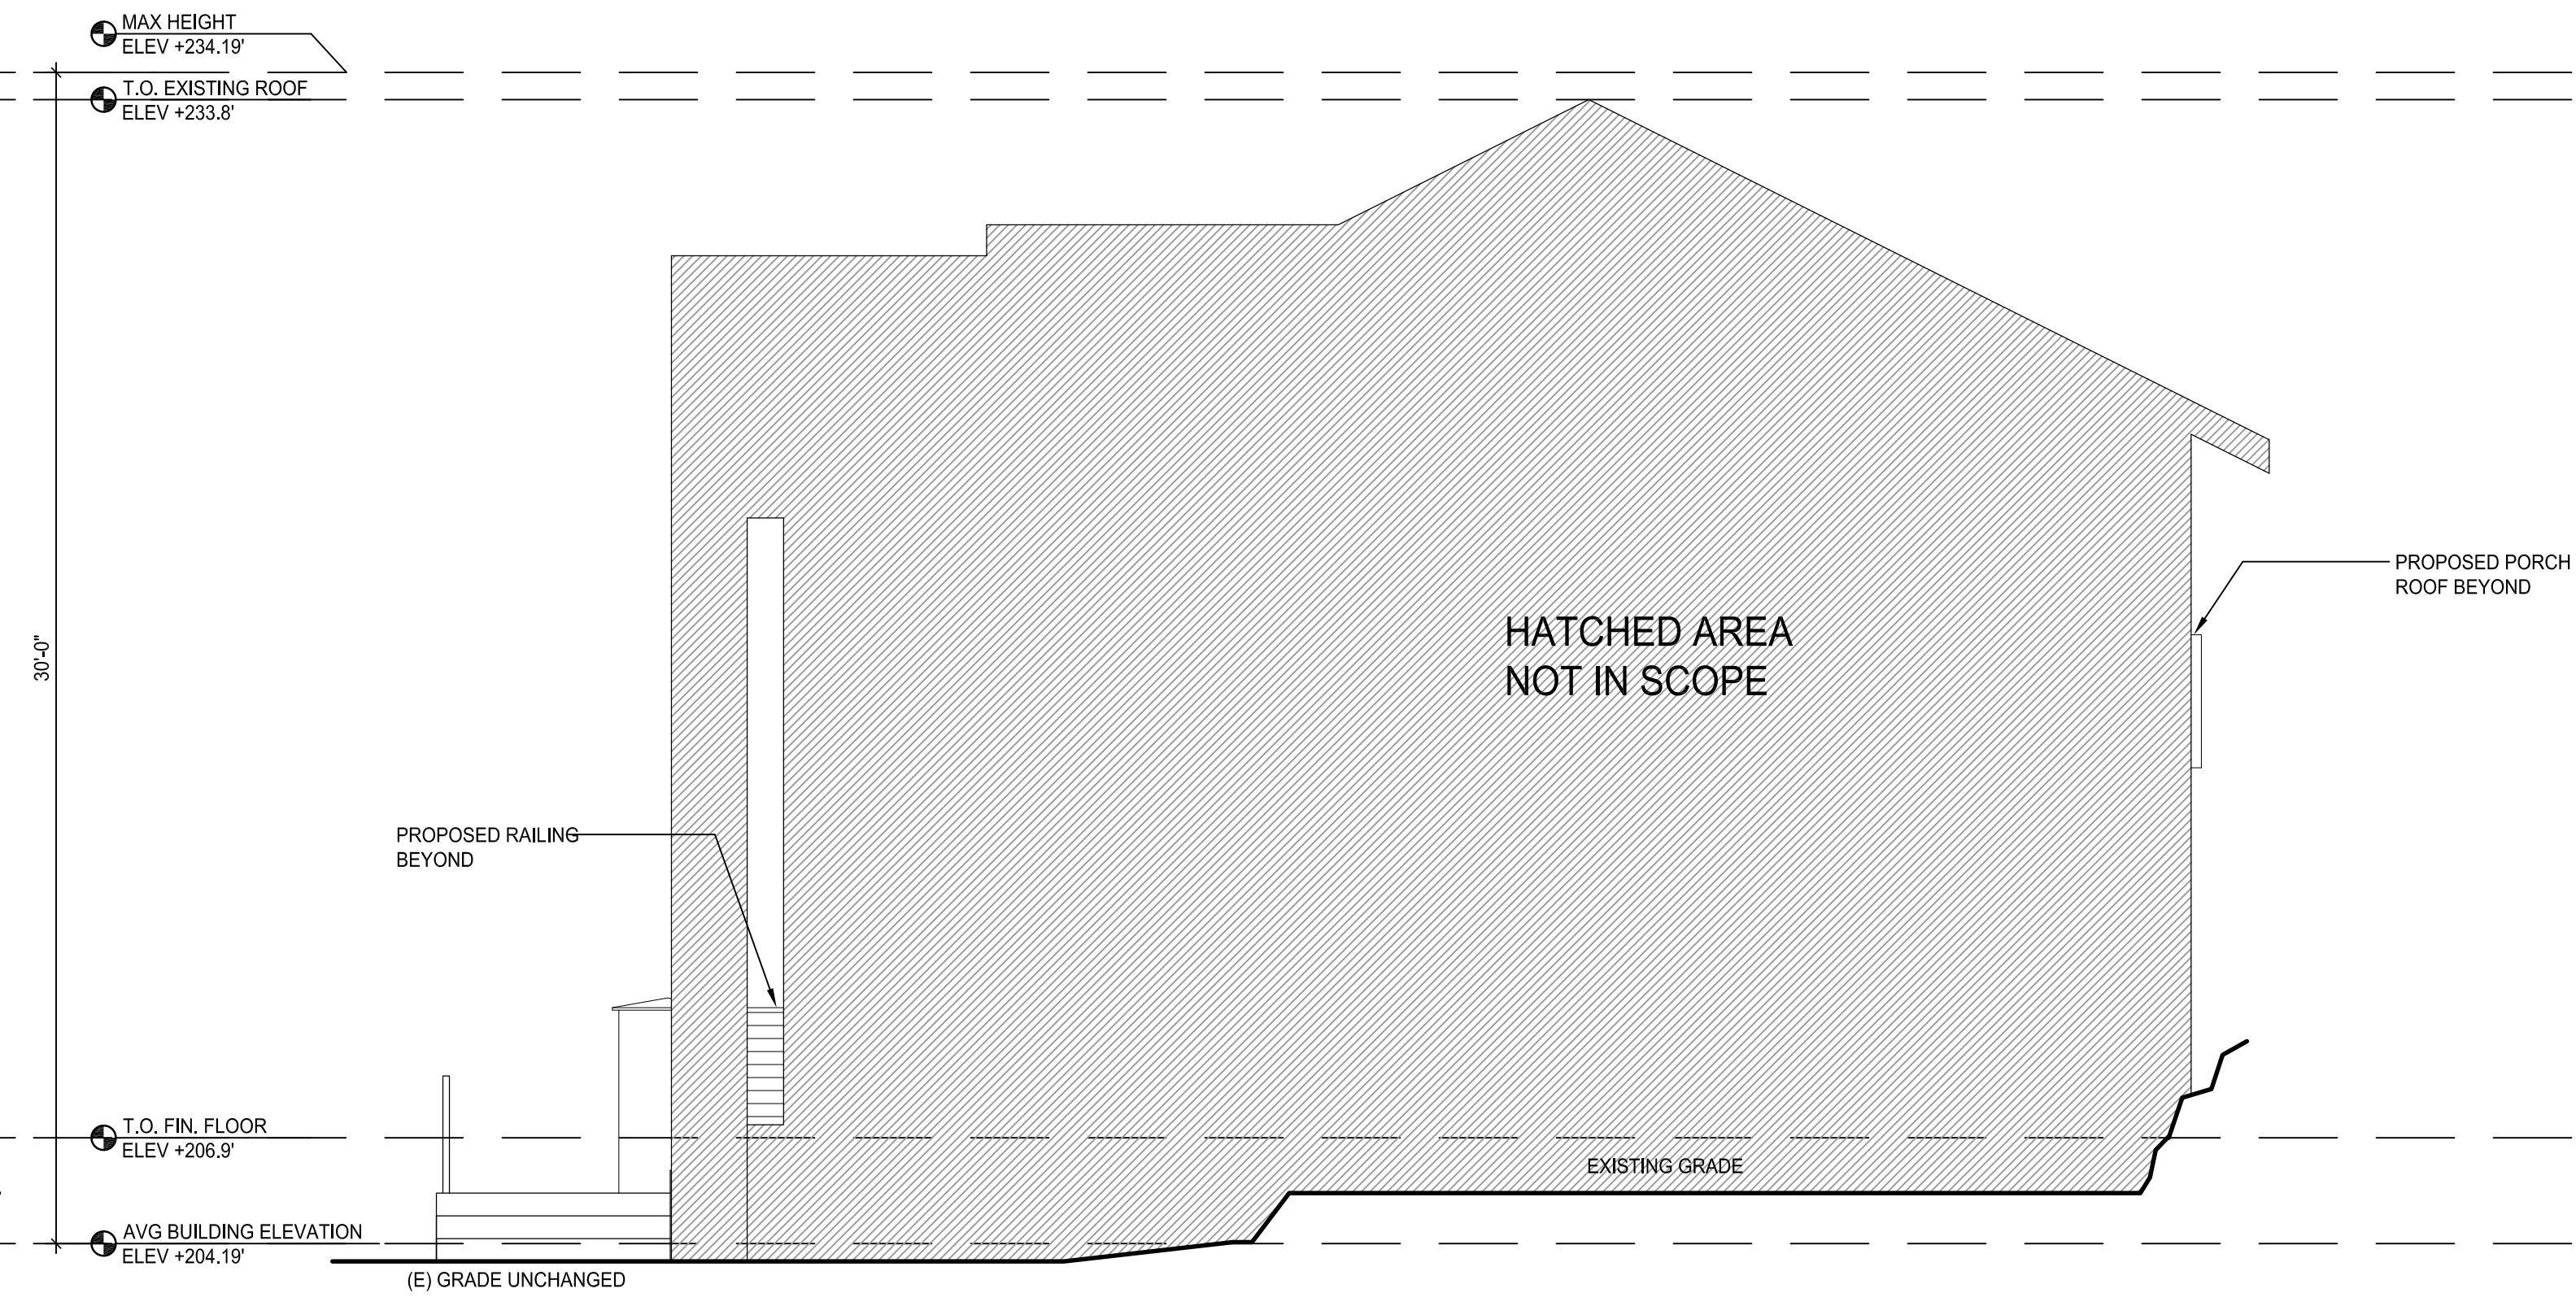 MAX HEIGHT
ELEV +234.19'
T.O. EXISTING ROOF
ELEV +233.8'
30'-0"
HATCHED AREA
NOT IN SCOPE
PROPOSED PORCH
ROOF BEYOND
PROPOSED RAILING
BEYOND
T.O. FIN. FLOOR
ELEV +206.9'
EXISTING GRADE
AVG BUILDING ELEVATION
ELEV +204.19'
(E) GRADE UNCHANGED